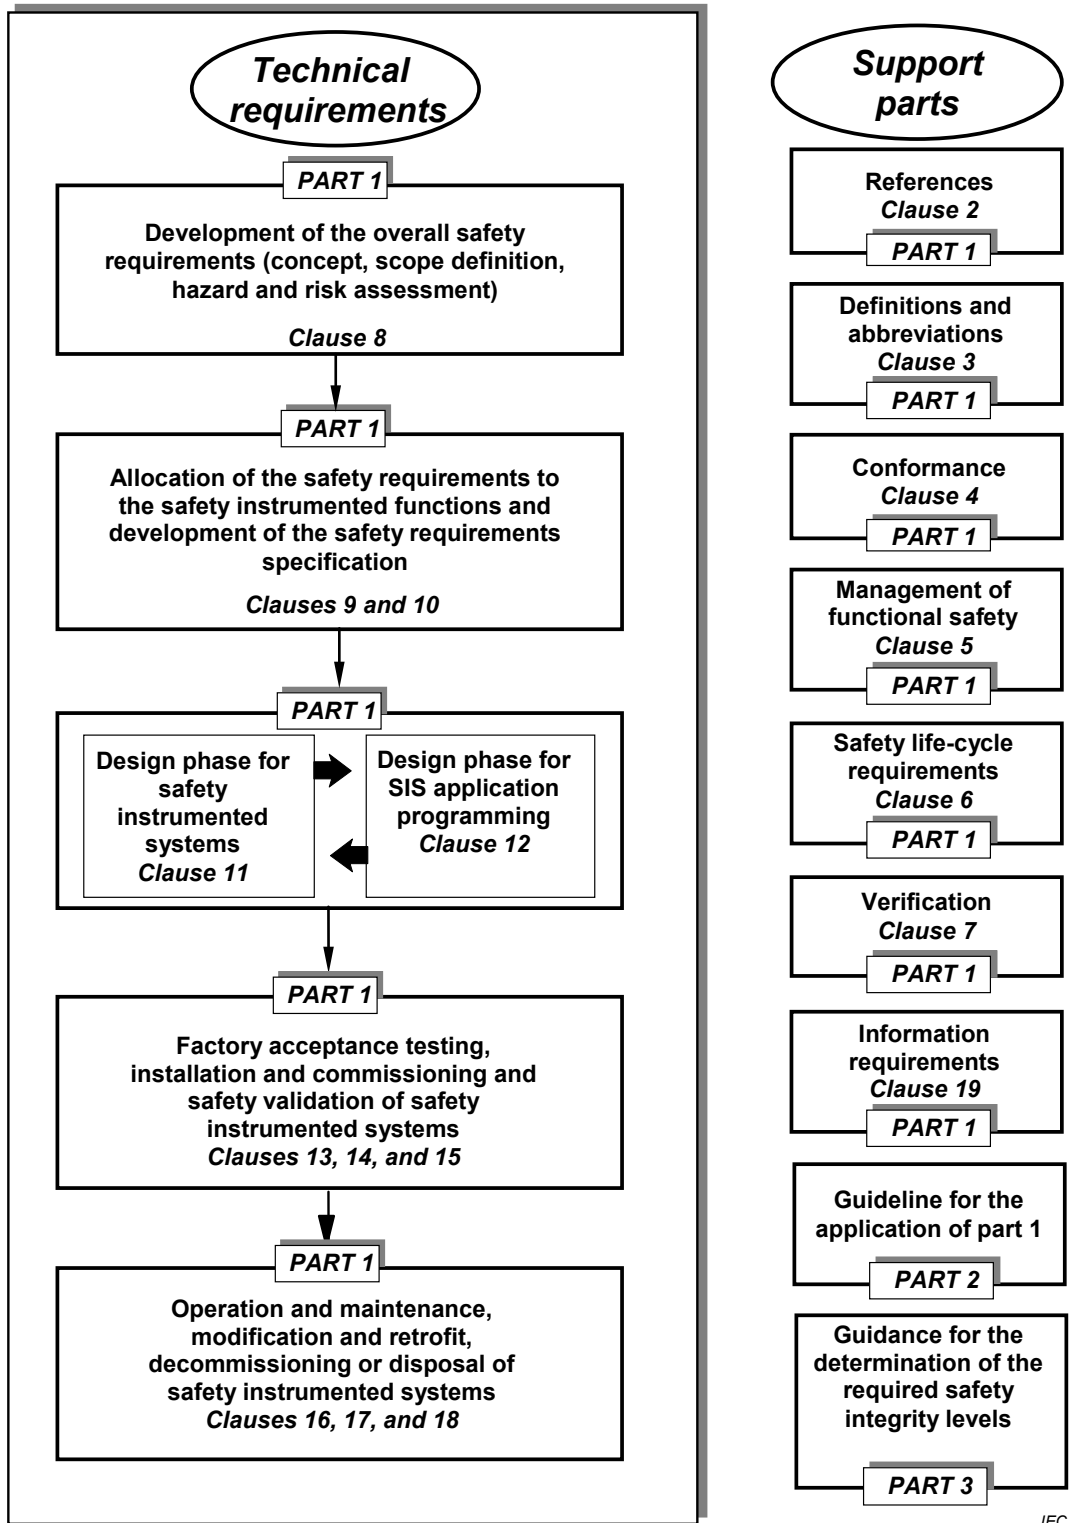 Technical
requirements
PART 1
Development of the overall safety
requirements (concept, scope definition,
hazard and risk assessment)
Clause 8
PART 1
Allocation of the safety requirements to
the safety instrumented functions and
development of the safety requirements
specification
Clauses 9 and 10
PART 1
Design phase for
safety
instrumented
systems
Clause 11
Design phase for
SIS application
programming
Clause 12
PART 1
Factory acceptance testing,
installation and commissioning and
safety validation of safety
instrumented systems
Clauses 13, 14, and 15
PART 1
Operation and maintenance,
modification and retrofit,
decommissioning or disposal of
safety instrumented systems
Clauses 16, 17, and 18
Support
parts
References
Clause 2
PART 1
Definitions and
abbreviations
Clause 3
PART 1
Conformance
Clause 4
PART 1
Management of
functional safety
Clause 5
PART 1
Safety life-cycle
requirements
Clause 6
PART 1
Verification
Clause 7
PART 1
Information
requirements
Clause 19
PART 1
Guideline for the
application of part 1
PART 2
Guidance for the
determination of the
required safety
integrity levels
PART 3
IEC